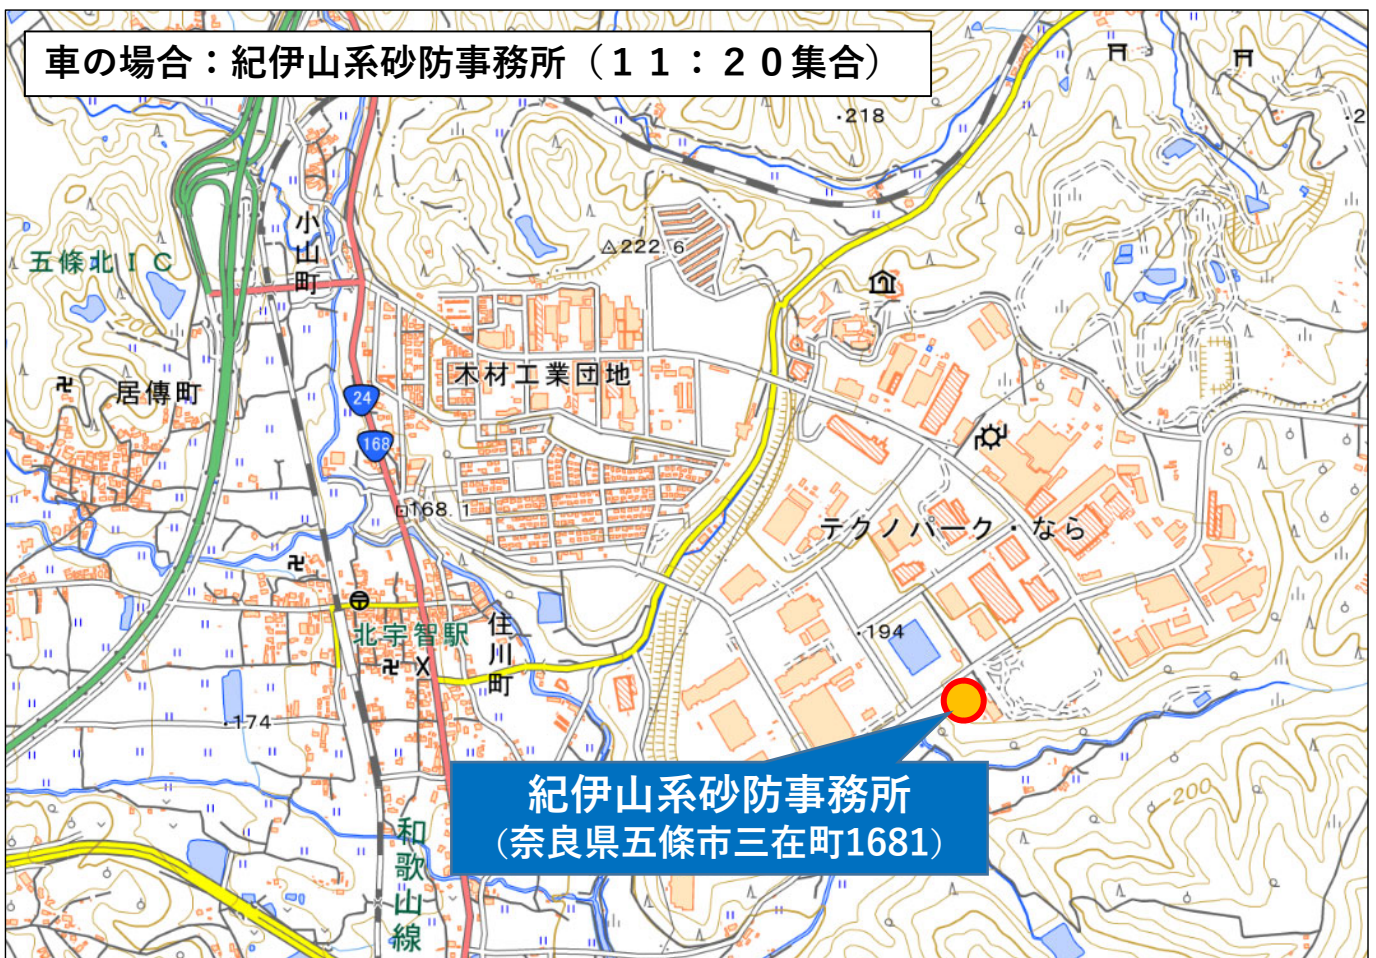 車の場合：紀伊山系砂防事務所（１１：２０集合）
・218
小山町
五條北ＩＣ
200
222.6
木材工業団地
居傳町
24
168
168.1
テクノパーク・なら
北宇智駅
住川町
・194
・174
紀伊山系砂防事務所
（奈良県五條市三在町1681）
200
和歌山線